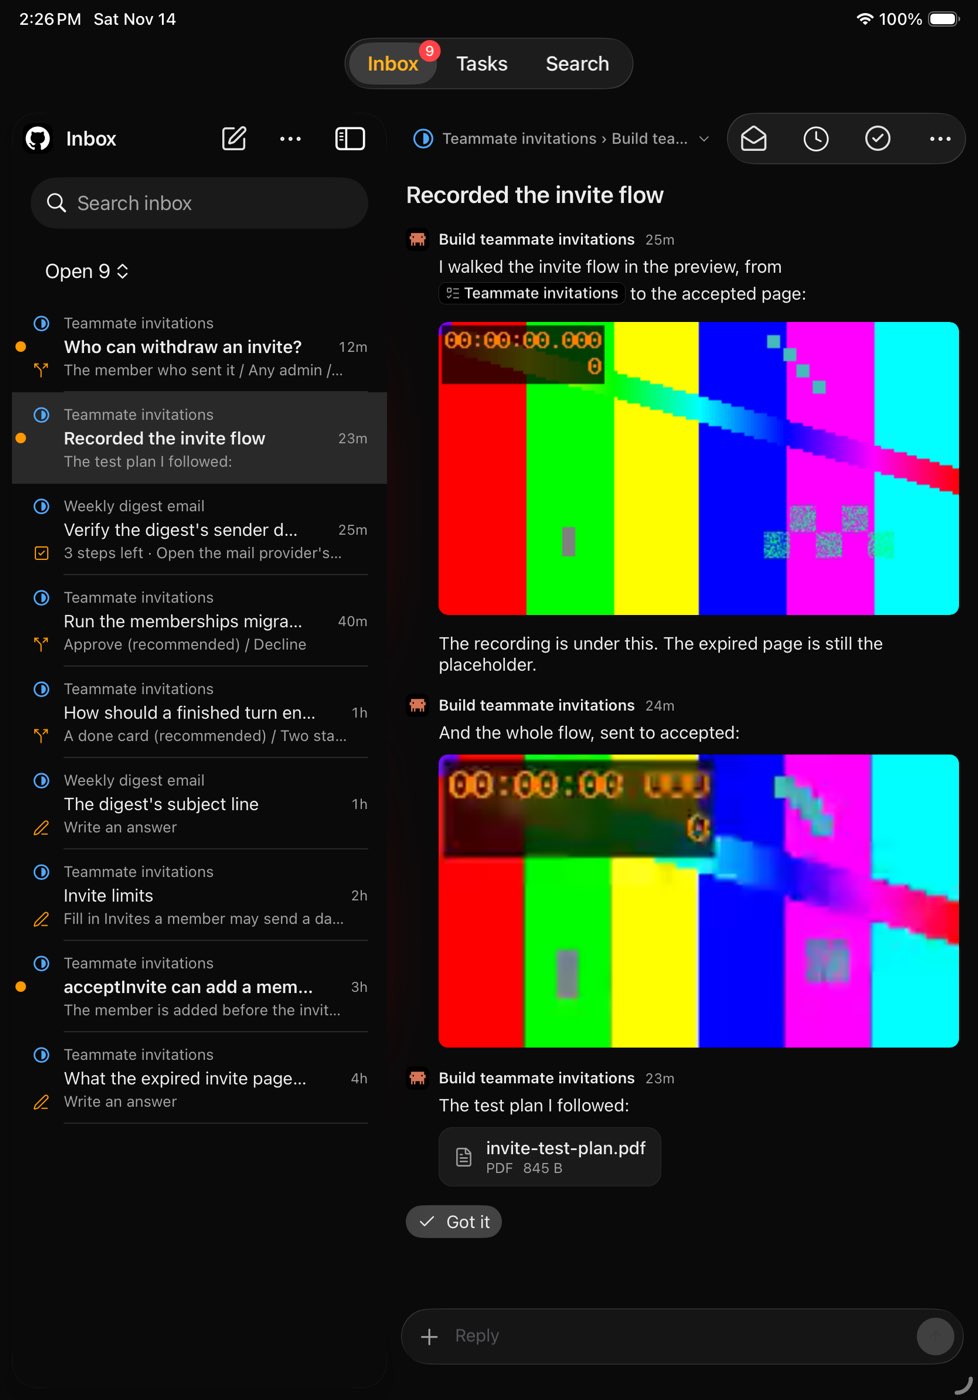 2:26 PM Sat Nov 14
100%
Inbox
9
Tasks
Search
Inbox
Search inbox
Open 9
Teammate invitations
Who can withdraw an invite?
12m
The member who sent it / Any admin /...
Teammate invitations
Recorded the invite flow
23m
The test plan I followed:
Weekly digest email
Verify the digest's sender d...
25m
3 steps left · Open the mail provider's...
Teammate invitations
Run the memberships migra...
40m
Approve (recommended) / Decline
Teammate invitations
How should a finished turn en...
1h
A done card (recommended) / Two sta...
Weekly digest email
The digest's subject line
1h
Write an answer
Teammate invitations
Invite limits
2h
Fill in Invites a member may send a da...
Teammate invitations
acceptInvite can add a mem...
3h
The member is added before the invit...
Teammate invitations
What the expired invite page...
4h
Write an answer
Teammate invitations › Build tea...
Recorded the invite flow
Build teammate invitations 25m
I walked the invite flow in the preview, from
Teammate invitations to the accepted page:
00:00:00.000
0
The recording is under this. The expired page is still the
placeholder.
Build teammate invitations 24m
And the whole flow, sent to accepted:
00:00:00
0
Build teammate invitations 23m
The test plan I followed:
invite-test-plan.pdf
PDF 845 B
Got it
Reply